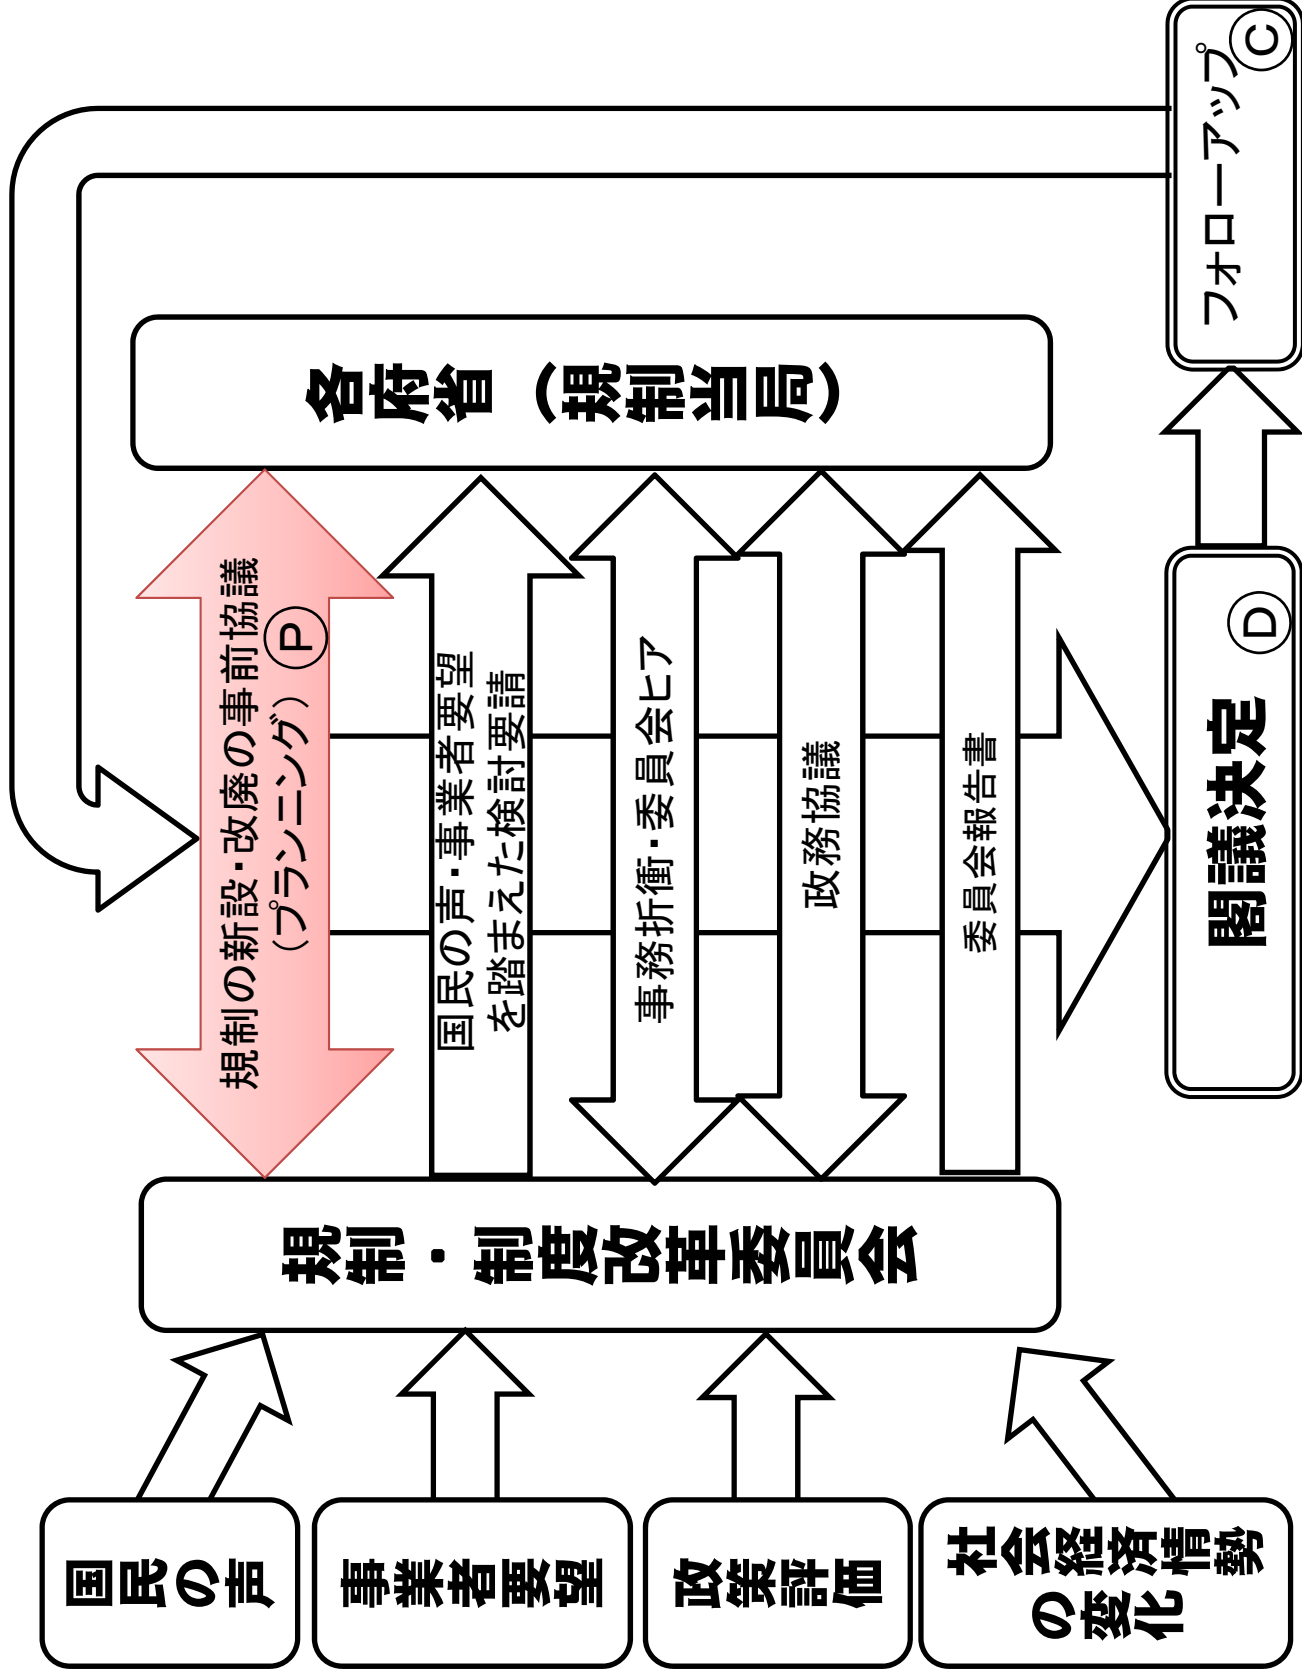 国民の声
事業者要望
政策評価
社会経済情勢
の変化
規制・制度改革委員会
規制の新設・改廃の事前協議
（プランニング） Ⓟ
国民の声・事業者要望
を踏まえた検討要請
事務折衝・委員会ヒア
政務協議
委員会報告書
各府省（規制当局）
閣議決定 Ⓓ
フォローアップ Ⓒ